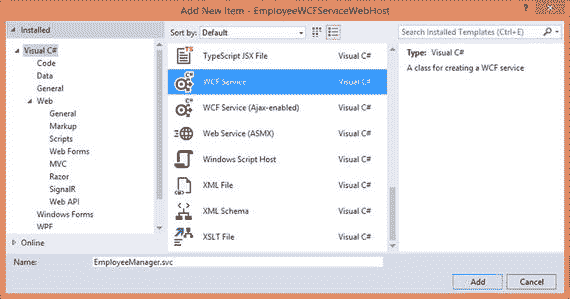 Add New Item - EmployeeWCFServiceWebHost
Installed
Sort by: Default
Search Installed Templates (Ctrl+E)
Visual C#
Code
Data
General
Web
General
Markup
Scripts
Web Forms
MVC
Razor
SignalR
Web API
Windows Forms
WPF
Online
TypeScript JSX File Visual C#
WCF Service Visual C#
WCF Service (Ajax-enabled) Visual C#
Web Service (ASMX) Visual C#
Windows Script Host Visual C#
XML File Visual C#
XML Schema Visual C#
XSLT File Visual C#
Type: Visual C#
A class for creating a WCF service
Name: EmployeeManager.svc
Add Cancel